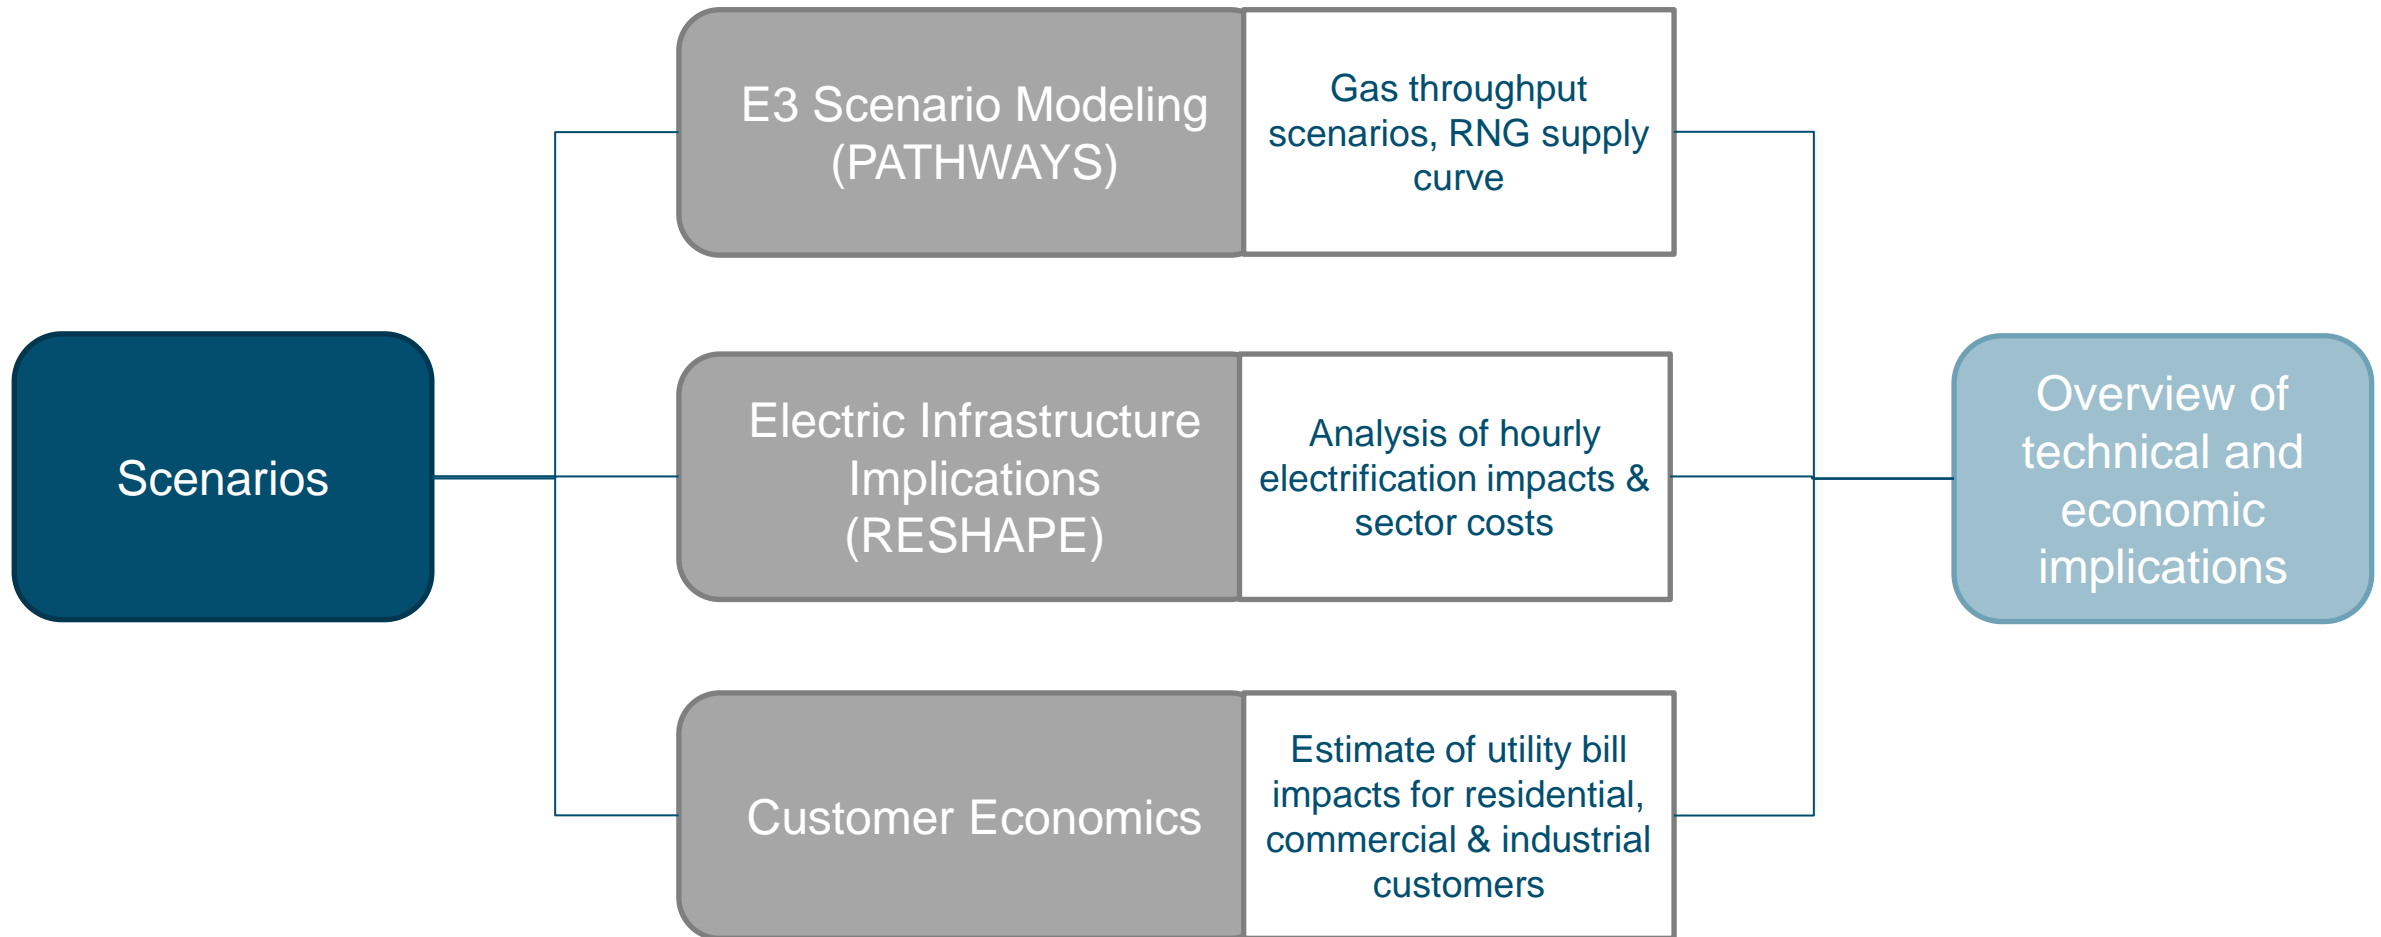 Scenarios
E3 Scenario Modeling
(PATHWAYS)
Gas throughput
scenarios, RNG supply
curve
Electric Infrastructure
Implications
(RESHAPE)
Analysis of hourly
electrification impacts &
sector costs
Customer Economics
Estimate of utility bill
impacts for residential,
commercial & industrial
customers
Overview of
technical and
economic
implications